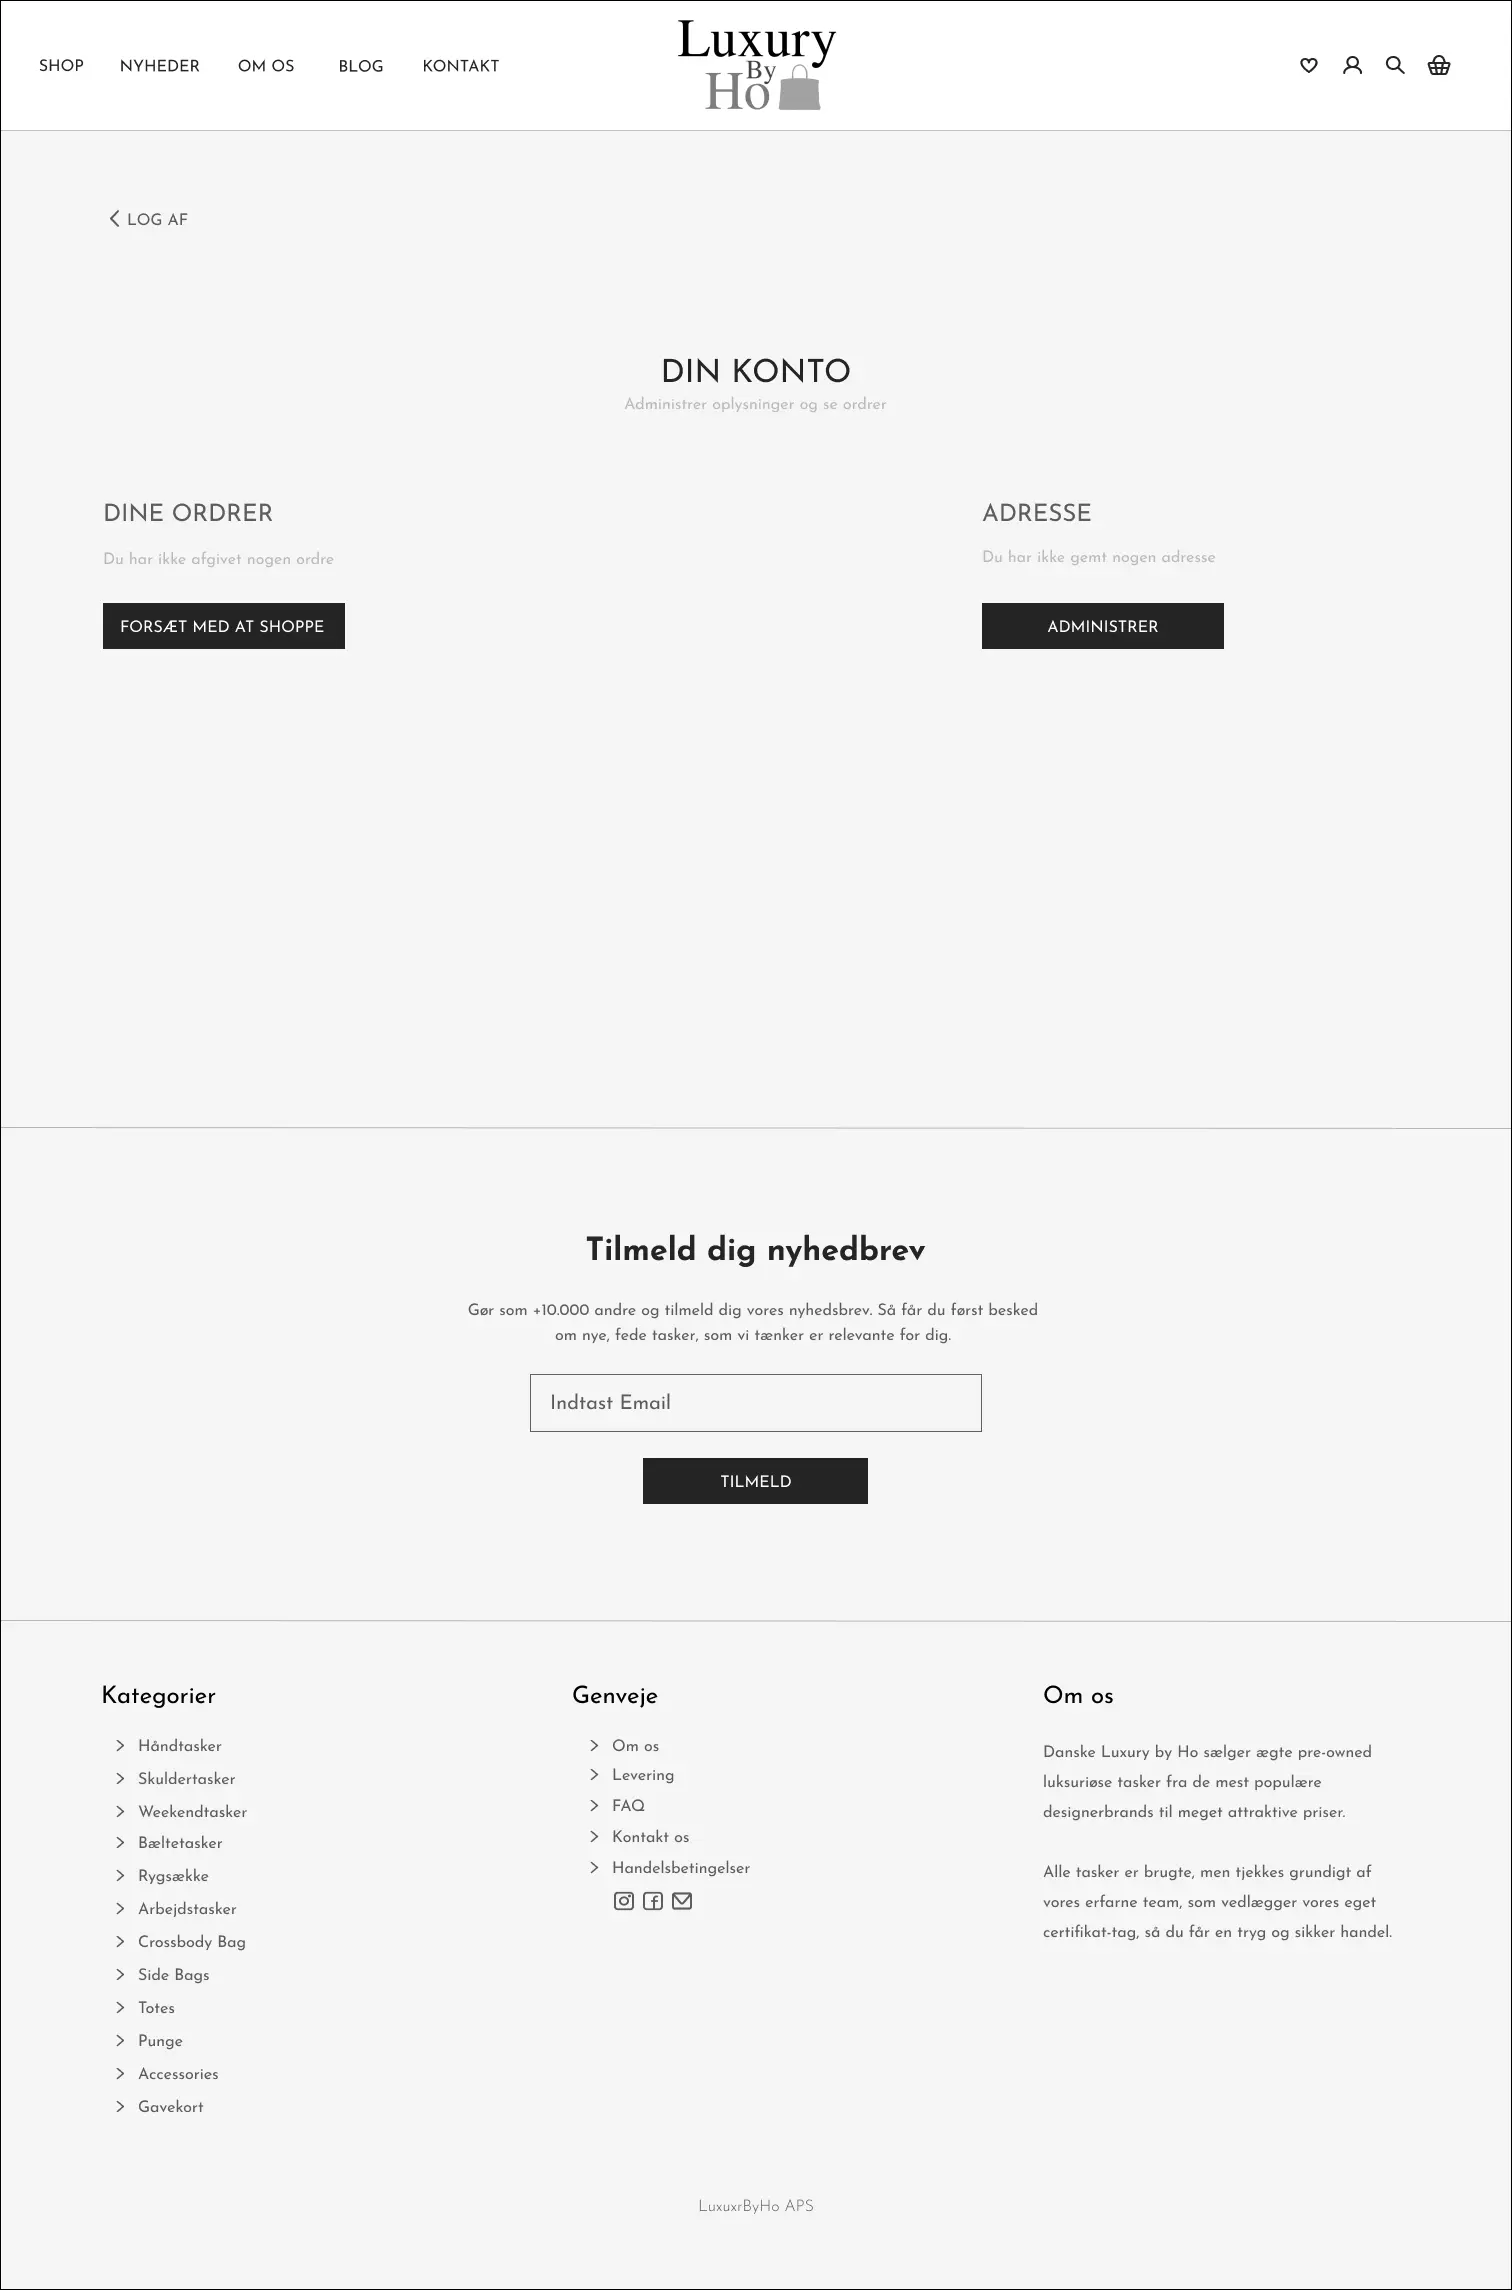 SHOP NYHEDER OM OS BLOG KONTAKT
Luxury
By
Ho
LOG AF
DIN KONTO
Administrer oplysninger og se ordrer
DINE ORDRER
Du har ikke afgivet nogen ordre
FORSÆT MED AT SHOPPE
ADRESSE
Du har ikke gemt nogen adresse
ADMINISTRER
Tilmeld dig nyhedbrev
Gør som +10.000 andre og tilmeld dig vores nyhedsbrev. Så får du først besked
om nye, fede tasker, som vi tænker er relevante for dig.
Indtast Email
TILMELD
Kategorier
Håndtasker
Skuldertasker
Weekendtasker
Bæltetasker
Rygsække
Arbejdstasker
Crossbody Bag
Side Bags
Totes
Punge
Accessories
Gavekort
Genveje
Om os
Levering
FAQ
Kontakt os
Handelsbetingelser
Om os
Danske Luxury by Ho sælger ægte pre-owned
luksuriøse tasker fra de mest populære
designerbrands til meget attraktive priser.
Alle tasker er brugte, men tjekkes grundigt af
vores erfarne team, som vedlægger vores eget
certifikat-tag, så du får en tryg og sikker handel.
LuxuxrByHo APS